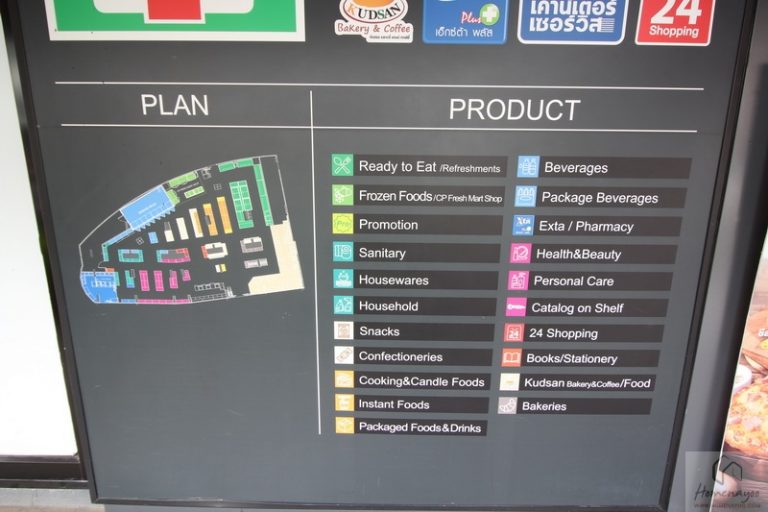 KUDSAN
Bakery & Coffee
Plus
เอ็กซ์ต้า พลัส
เคาน์เตอร์
เซอร์วิส
24
Shopping
PLAN
PRODUCT
Ready to Eat /Refreshments
Frozen Foods /CP Fresh Mart Shop
Promotion
Sanitary
Housewares
Household
Snacks
Confectioneries
Cooking&Candle Foods
Instant Foods
Packaged Foods&Drinks
Beverages
Package Beverages
Exta / Pharmacy
Health&Beauty
Personal Care
Catalog on Shelf
24 Shopping
Books/Stationery
Kudsan Bakery&Coffee/Food
Bakeries
Homenayoo